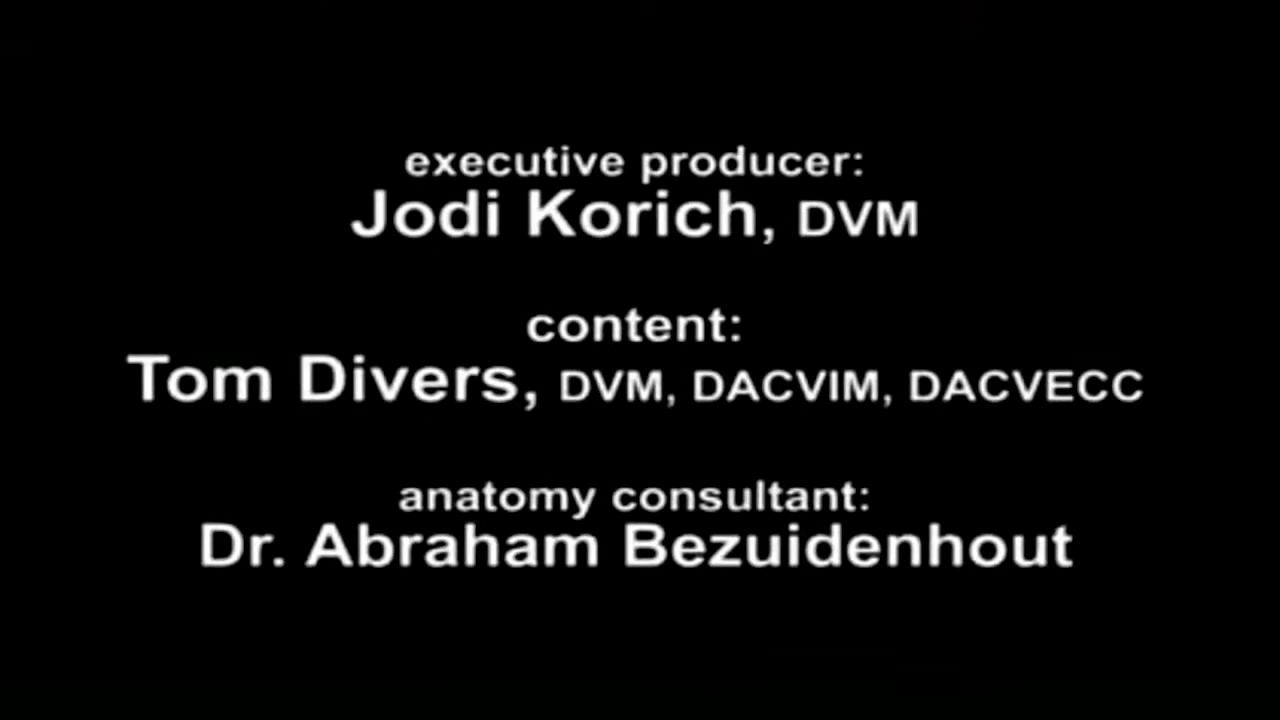 executive producer:
Jodi Korich, DVM
content:
Tom Divers, DVM, DACVIM, DACVECC
anatomy consultant:
Dr. Abraham Bezuidenhout